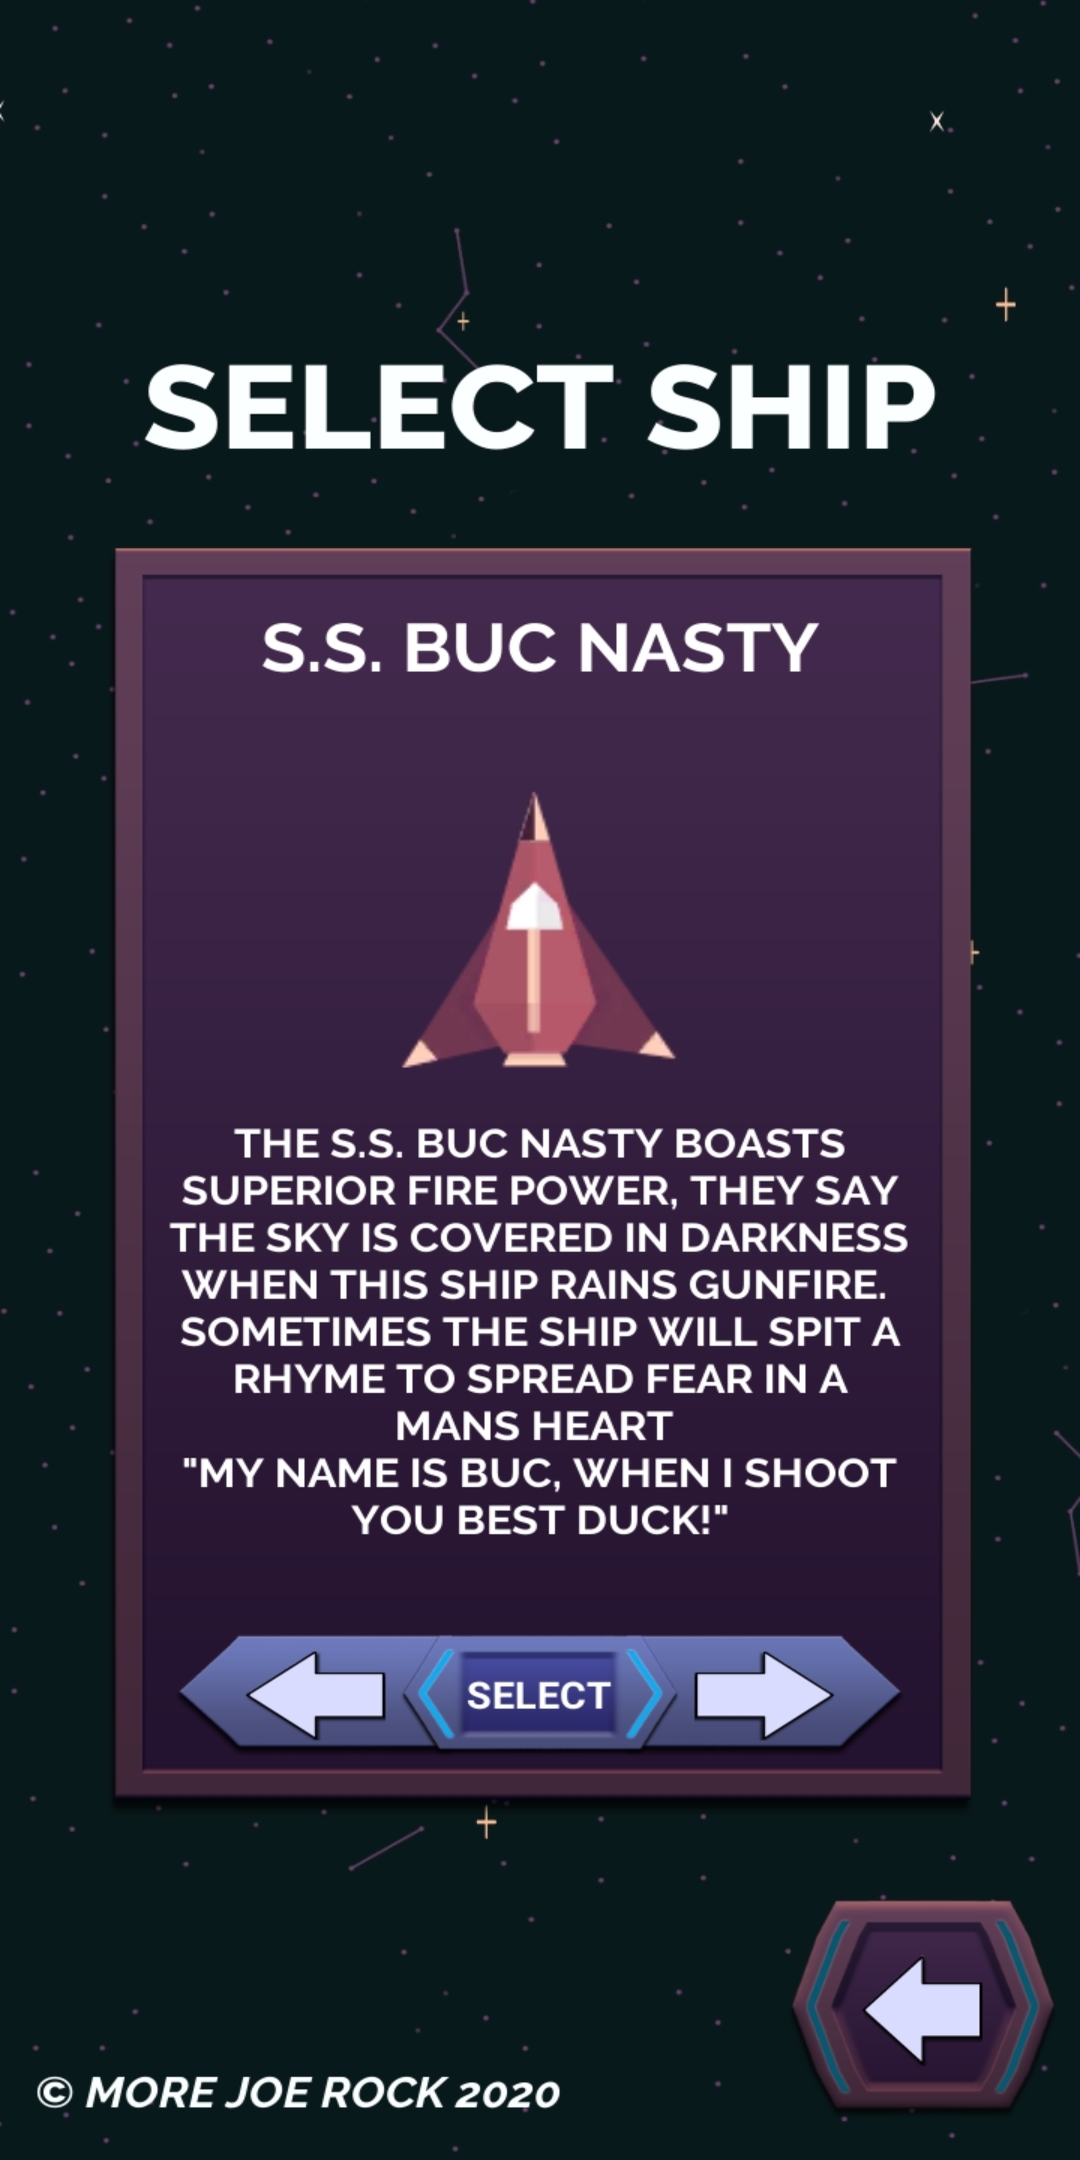 SELECT SHIP
S.S. BUC NASTY
THE S.S. BUC NASTY BOASTS
SUPERIOR FIRE POWER, THEY SAY
THE SKY IS COVERED IN DARKNESS
WHEN THIS SHIP RAINS GUNFIRE.
SOMETIMES THE SHIP WILL SPIT A
RHYME TO SPREAD FEAR IN A
MANS HEART
"MY NAME IS BUC, WHEN I SHOOT
YOU BEST DUCK!"
SELECT
© MORE JOE ROCK 2020